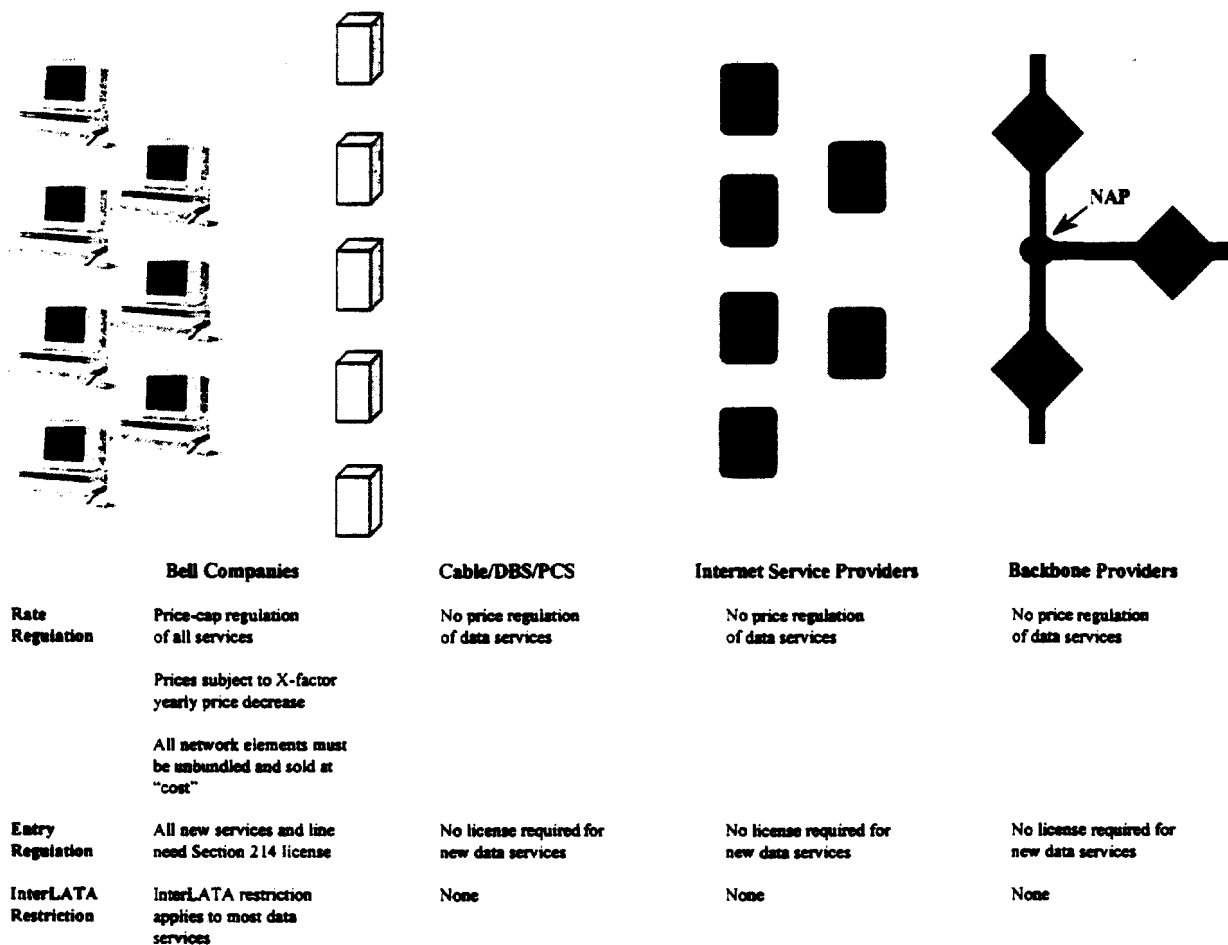 NAP
Bell Companies Cable/DBS/PCS Internet Service Providers Backbone Providers
Rate Price-cap regulation No price regulation No price regulation No price regulation
Regulation of all services of data services of data services of data services
Prices subject to X-factor
yearly price decrease
All network elements must
be unbundled and sold at
"cost"
Entry All new services and line No license required for No license required for No license required for
Regulation need Section 214 license new data services new data services new data services
InterLATA InterLATA restriction None None None
Restriction applies to most data
services